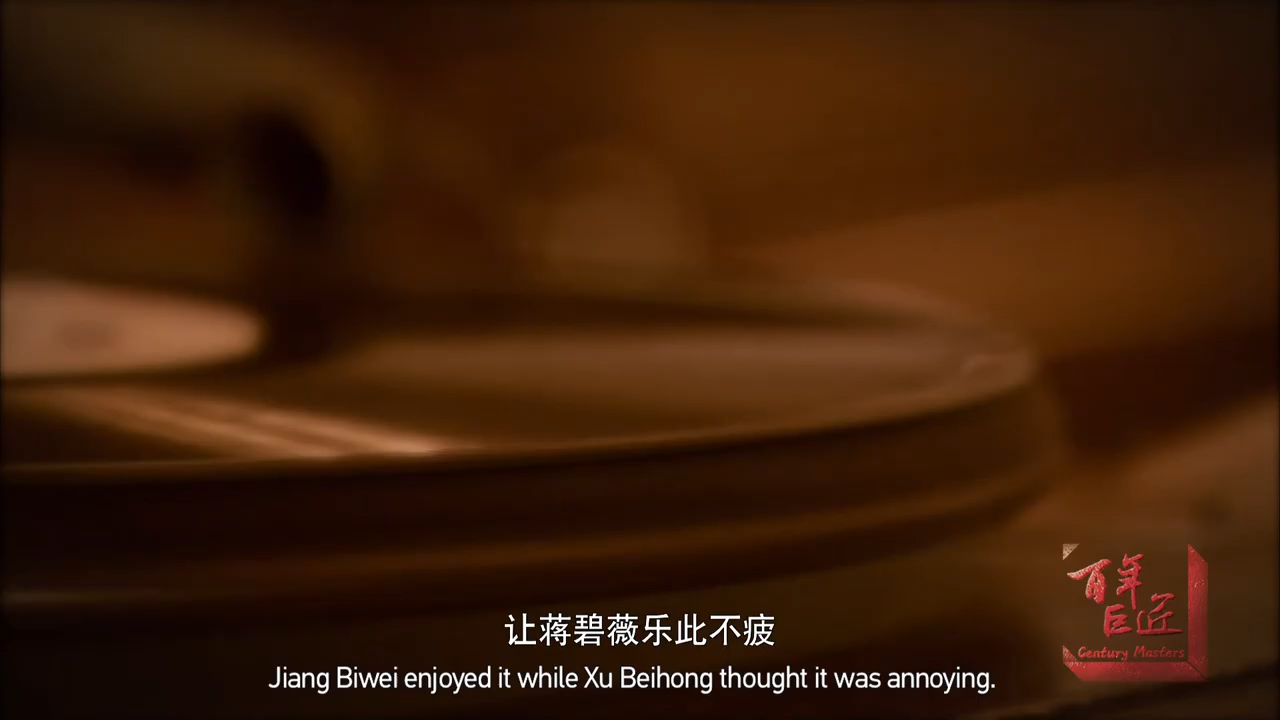 百年
巨匠
Century Masters
让蒋碧薇乐此不疲
Jiang Biwei enjoyed it while Xu Beihong thought it was annoying.